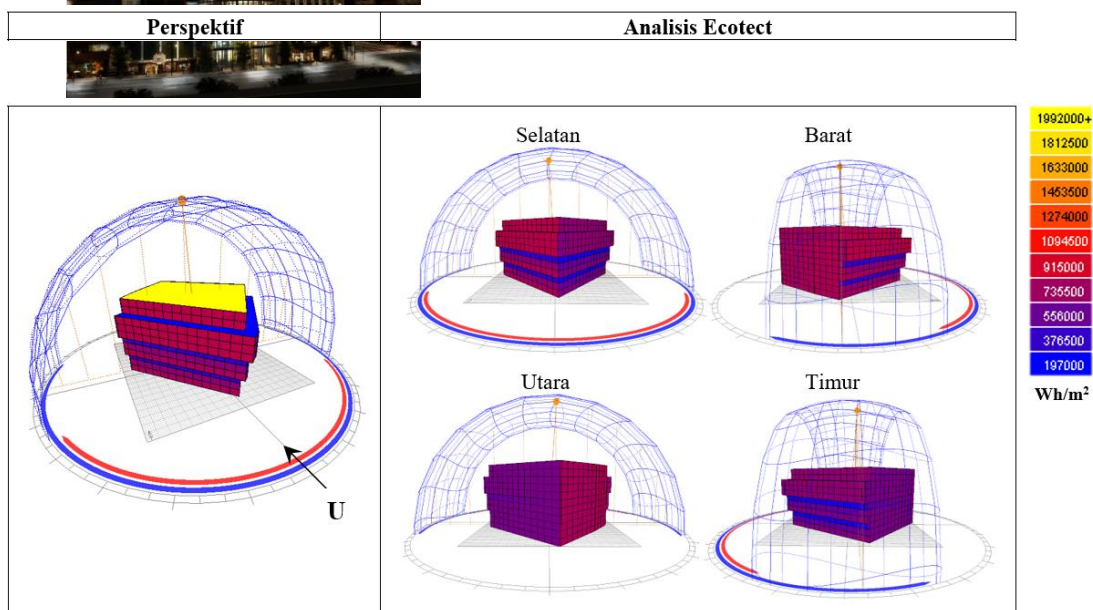 Perspektif
Analisis Ecotect
Selatan
Barat
Utara
Timur
U
1992000+
1812500
1633000
1453500
1274000
1094500
915000
735500
556000
376500
197000
Wh/m²